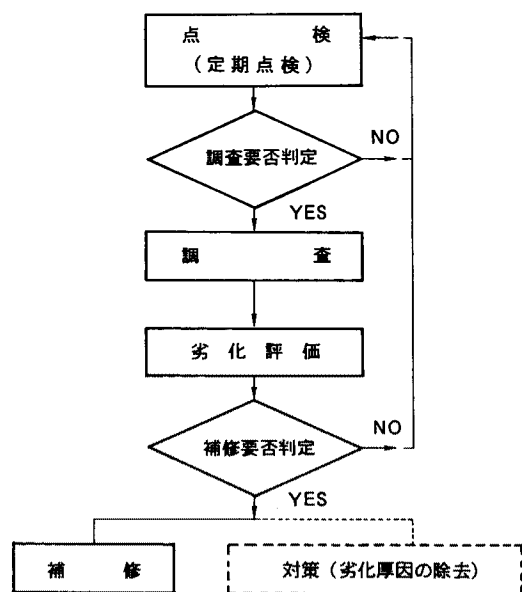 点 検
(定期点検)
調査要否判定
NO
YES
調 査
劣 化 評 価
補修要否判定
NO
YES
補 修
対策(劣化厚因の除去)